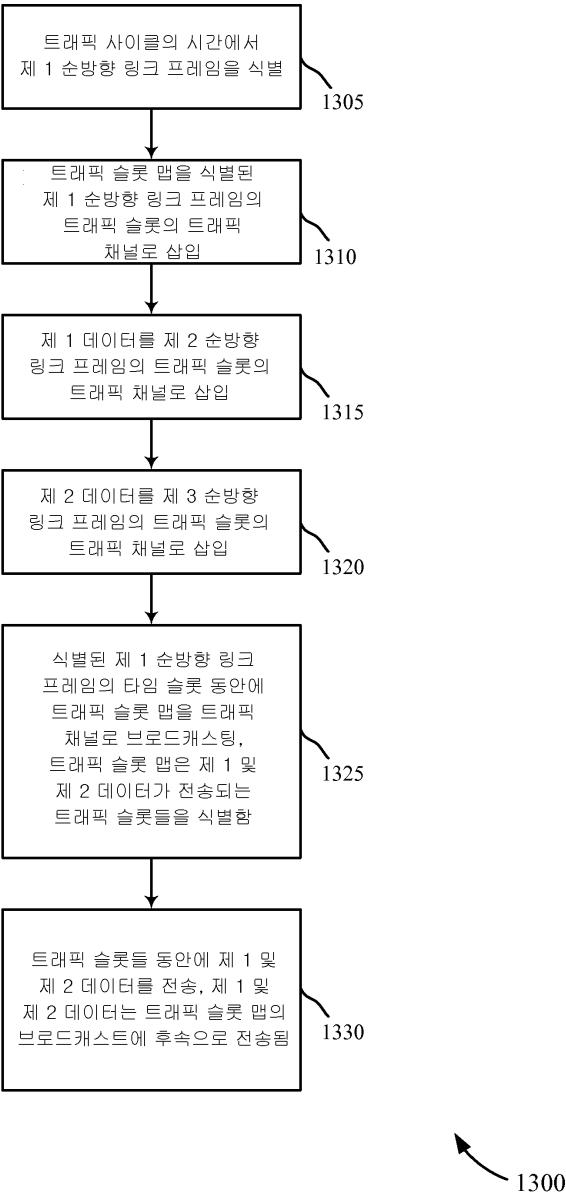 트래픽 사이클의 시간에서
제 1 순방향 링크 프레임을 식별
1305
트래픽 슬롯 맵을 식별된
제 1 순방향 링크 프레임의
트래픽 슬롯의 트래픽
채널로 삽입
1310
제 1 데이터를 제 2 순방향
링크 프레임의 트래픽 슬롯의
트래픽 채널로 삽입
1315
제 2 데이터를 제 3 순방향
링크 프레임의 트래픽 슬롯의
트래픽 채널로 삽입
1320
식별된 제 1 순방향 링크
프레임의 타임 슬롯 동안에
트래픽 슬롯 맵을 트래픽
채널로 브로드캐스팅,
트래픽 슬롯 맵은 제 1 및
제 2 데이터가 전송되는
트래픽 슬롯들을 식별함
1325
트래픽 슬롯들 동안에 제 1 및
제 2 데이터를 전송, 제 1 및
제 2 데이터는 트래픽 슬롯 맵의
브로드캐스트에 후속으로 전송됨
1330
1300